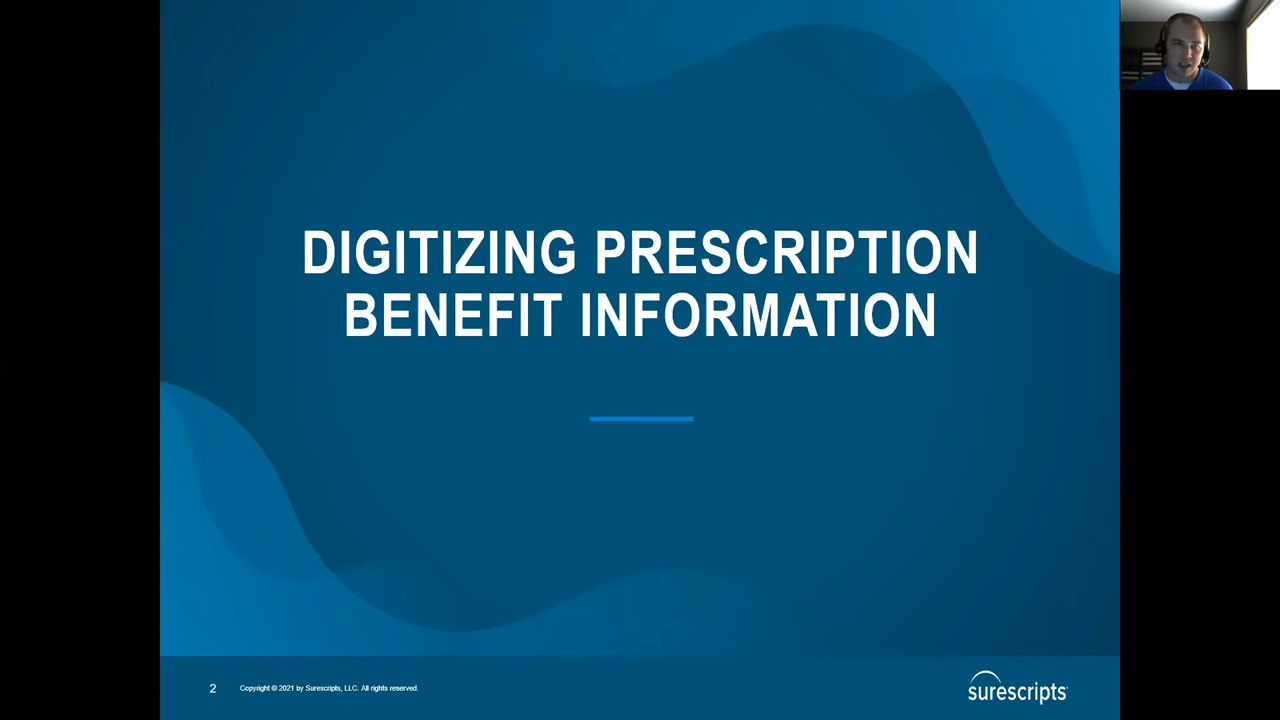 DIGITIZING PRESCRIPTION
BENEFIT INFORMATION
2
Copyright © 2021 by Surescripts, LLC. All rights reserved.
surescripts